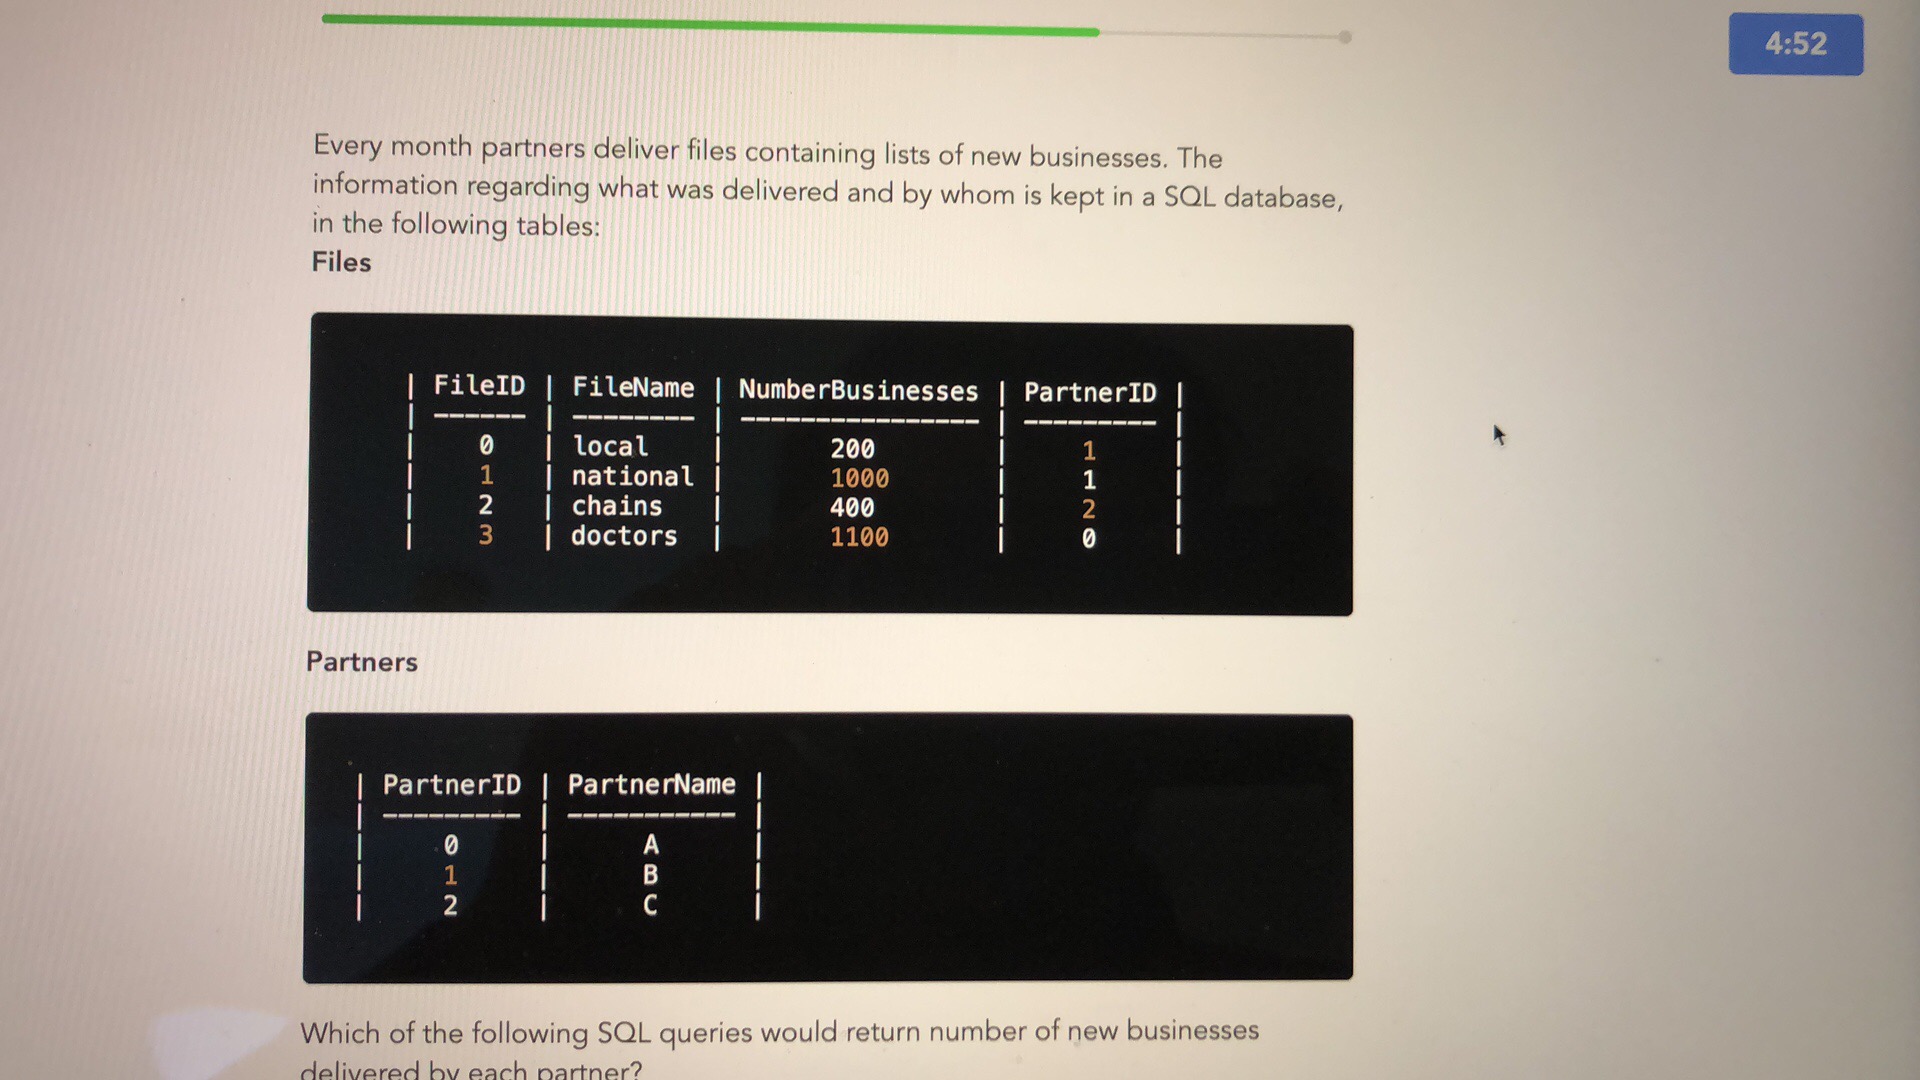 4:52
Every month partners deliver files containing lists of new businesses. The
information regarding what was delivered and by whom is kept in a SQL database,
in the following tables:
Files
| FileID | FileName | NumberBusinesses | PartnerID |
| ------ | -------- | ---------------- | --------- |
| 0 | local | 200 | 1 |
| 1 | national | 1000 | 1 |
| 2 | chains | 400 | 2 |
| 3 | doctors | 1100 | 0 |
Partners
| PartnerID | PartnerName |
| --------- | ----------- |
| 0 | A |
| 1 | B |
| 2 | C |
Which of the following SQL queries would return number of new businesses
delivered by each partner?